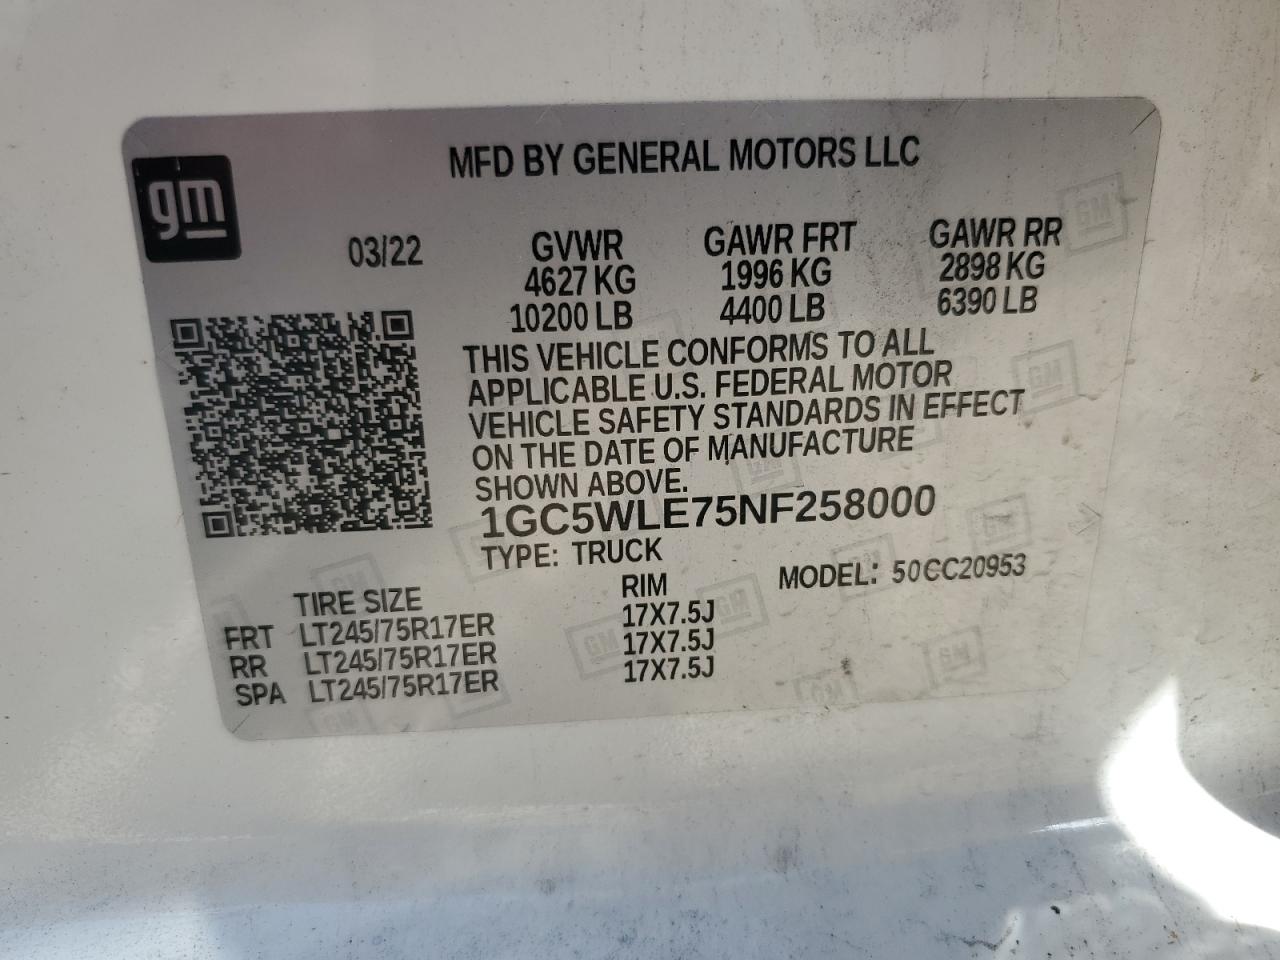 MFD BY GENERAL MOTORS LLC
gm
03/22 GVWR GAWR FRT GAWR RR
4627 KG 1996 KG 2898 KG
10200 LB 4400 LB 6390 LB
THIS VEHICLE CONFORMS TO ALL
APPLICABLE U.S. FEDERAL MOTOR
VEHICLE SAFETY STANDARDS IN EFFECT
ON THE DATE OF MANUFACTURE
SHOWN ABOVE.
1GC5WLE75NF258000
TYPE: TRUCK MODEL: 50CC20953
TIRE SIZE RIM
FRT LT245/75R17ER 17X7.5J
RR LT245/75R17ER 17X7.5J
SPA LT245/75R17ER 17X7.5J